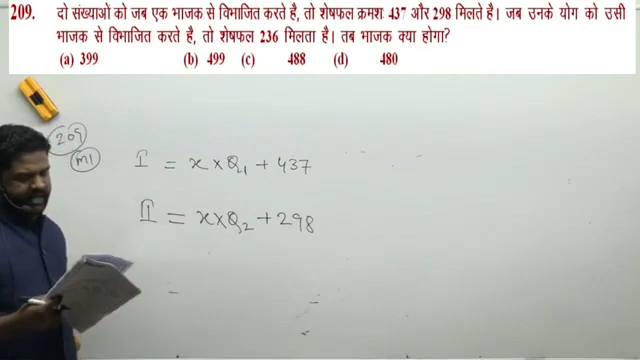 209. दो संख्याओं को जब एक भाजक से विभाजित करते है, तो शेषफल क्रमशः 437 और 298 मिलते है। जब उनके योग को उसी
भाजक से विभाजित करते है, तो शेषफल 236 मिलता है। तब भाजक क्या होगा?
(a) 399 (b) 499 (c) 488 (d) 480
209
M1
I = x×Q1 + 437
II = x×Q2 + 298